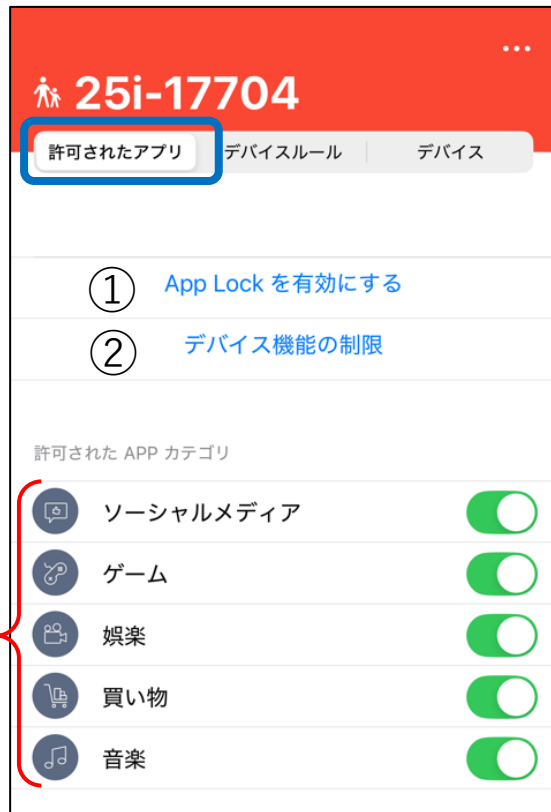 …
25i-17704
許可されたアプリ デバイスルール デバイス
① App Lock を有効にする
② デバイス機能の制限
許可された APP カテゴリ
ソーシャルメディア
ゲーム
娯楽
買い物
音楽